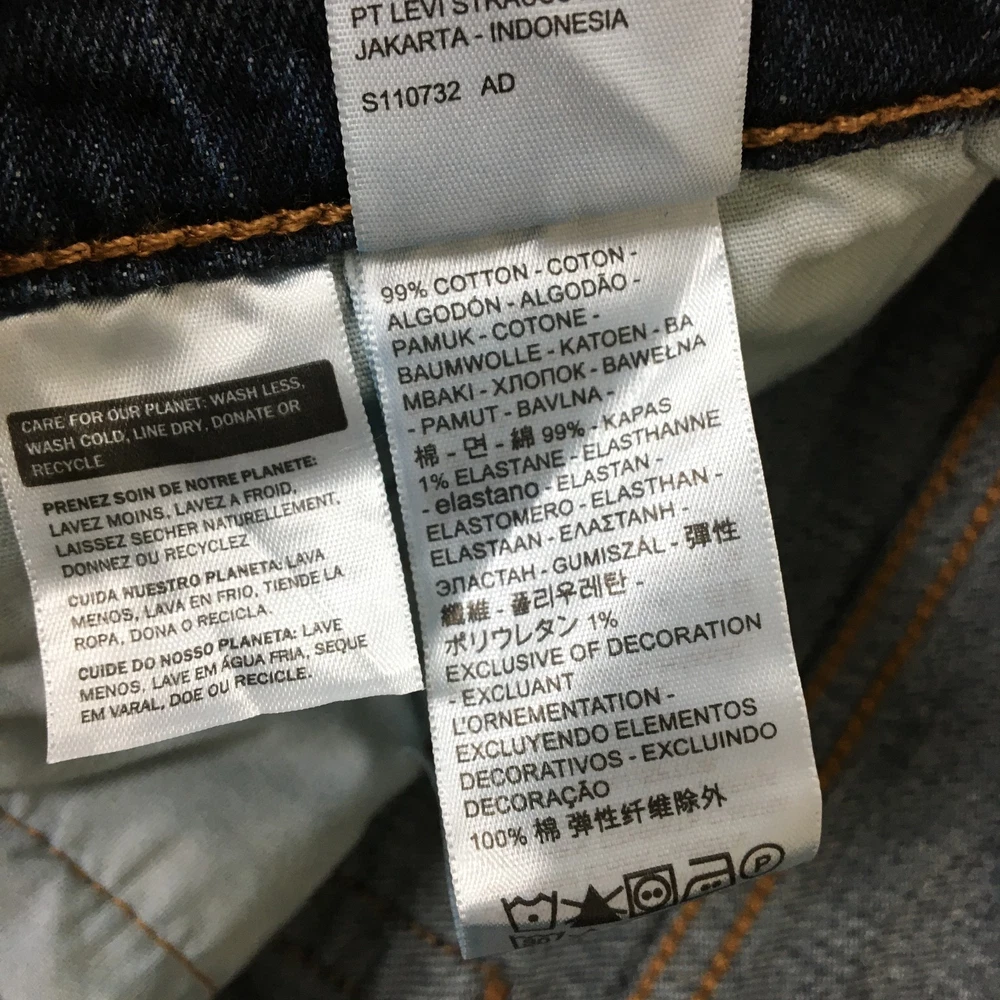 PT LEVI
JAKARTA - INDONESIA
S110732 AD
CARE FOR OUR PLANET: WASH LESS,
WASH COLD, LINE DRY, DONATE OR
RECYCLE
PRENEZ SOIN DE NOTRE PLANETE:
LAVEZ MOINS, LAVEZ A FROID,
LAISSEZ SECHER NATURELLEMENT,
DONNEZ OU RECYCLEZ
CUIDA NUESTRO PLANETA: LAVA
MENOS, LAVA EN FRIO, TIENDE LA
ROPA, DONA O RECICLA.
CUIDE DO NOSSO PLANETA: LAVE
MENOS, LAVE EM ÁGUA FRIA, SEQUE
EM VARAL, DOE OU RECICLE.
99% COTTON - COTON -
ALGODÓN - ALGODÃO -
PAMUK - COTONE -
BAUMWOLLE - KATOEN - BA
MBAKI - ХЛОПОК - BAWEŁNA
- PAMUT - BAVLNA -
棉 - 면 - 綿 99% - KAPAS
1% ELASTANE - ELASTHANNE
- elastano - ELASTAN -
ELASTOMERO - ELASTHAN -
ELASTAAN - ΕΛΑΣΤΑΝΗ -
ЭЛАСТАН - GUMISZÁL - 彈性
纖維 - 폴리우레탄 -
ポリウレタン 1%
EXCLUSIVE OF DECORATION
- EXCLUANT
L'ORNEMENTATION -
EXCLUYENDO ELEMENTOS
DECORATIVOS - EXCLUINDO
DECORAÇÃO
100% 棉 弹性纤维除外
P